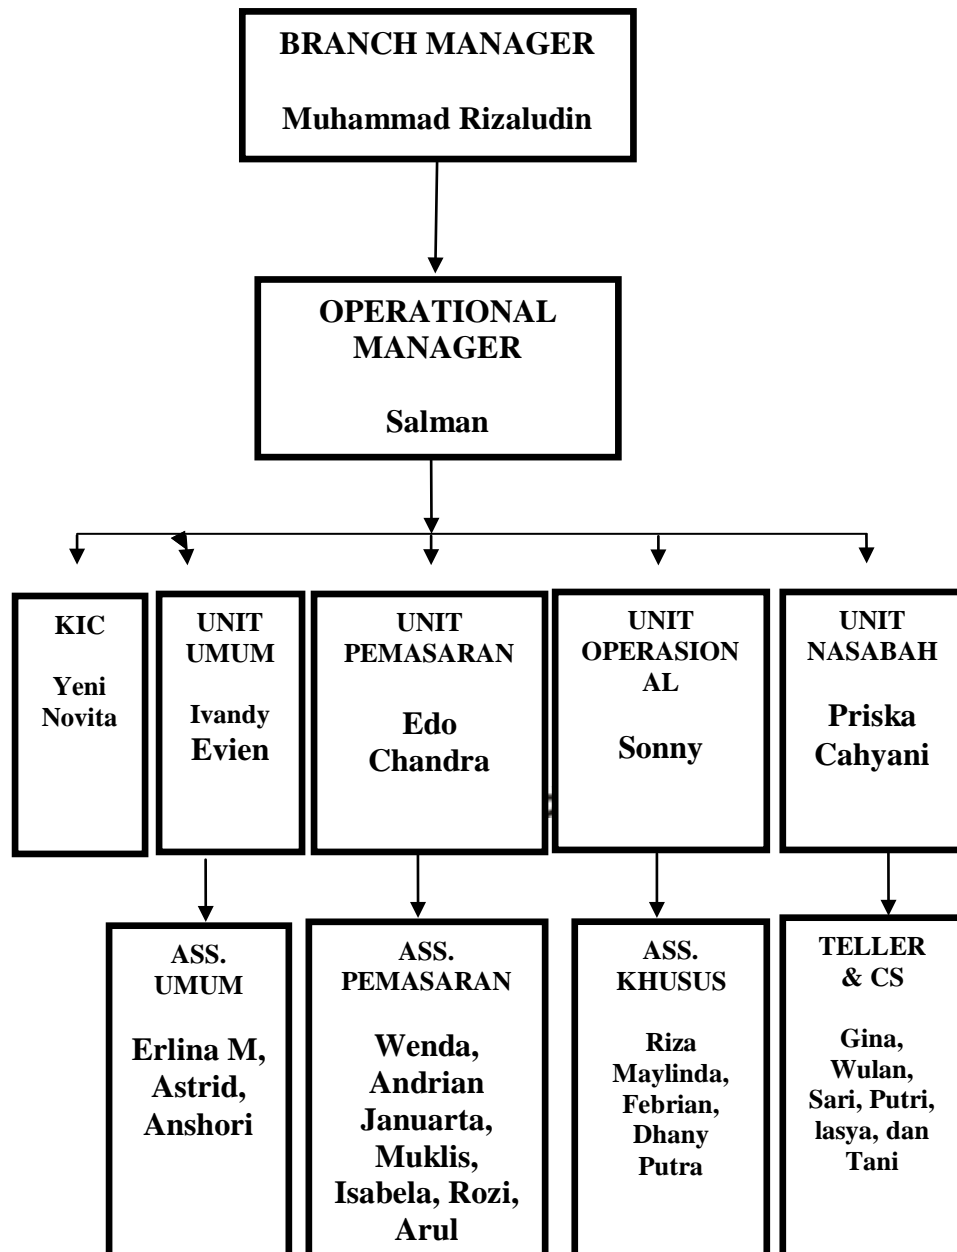 BRANCH MANAGER
Muhammad Rizaludin
OPERATIONAL
MANAGER
Salman
KIC
Yeni
Novita
UNIT
UMUM
Ivandy
Evien
UNIT
PEMASARAN
Edo
Chandra
UNIT
OPERASION
AL
Sonny
UNIT
NASABAH
Priska
Cahyani
ASS.
UMUM
Erlina M,
Astrid,
Anshori
ASS.
PEMASARAN
Wenda,
Andrian
Januarta,
Muklis,
Isabela, Rozi,
Arul
ASS.
KHUSUS
Riza
Maylinda,
Febrian,
Dhany
Putra
TELLER
& CS
Gina,
Wulan,
Sari, Putri,
lasya, dan
Tani